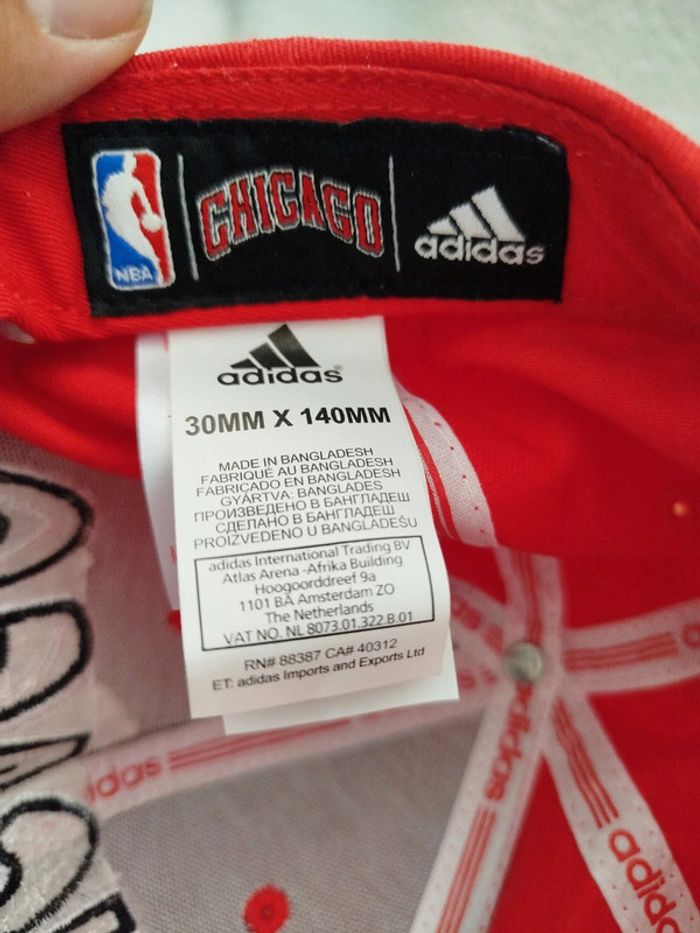 NBA
CHICAGO
adidas
adidas
30MM X 140MM
MADE IN BANGLADESH
FABRIQUÉ AU BANGLADESH
FABRICADO EN BANGLADESH
GYÁRTVA: BANGLADES
ПРОИЗВЕДЕНО В БАНГЛАДЕШ
СДЕЛАНО В БАНГЛАДЕШ
PROIZVEDENO U BANGLADEŠU
adidas International Trading BV
Atlas Arena -Afrika Building
Hoogoorddreef 9a
1101 BA Amsterdam ZO
The Netherlands
VAT NO. NL 8073.01.322.B.01
RN# 88387 CA# 40312
ET: adidas Imports and Exports Ltd
adidas
adidas
adidas